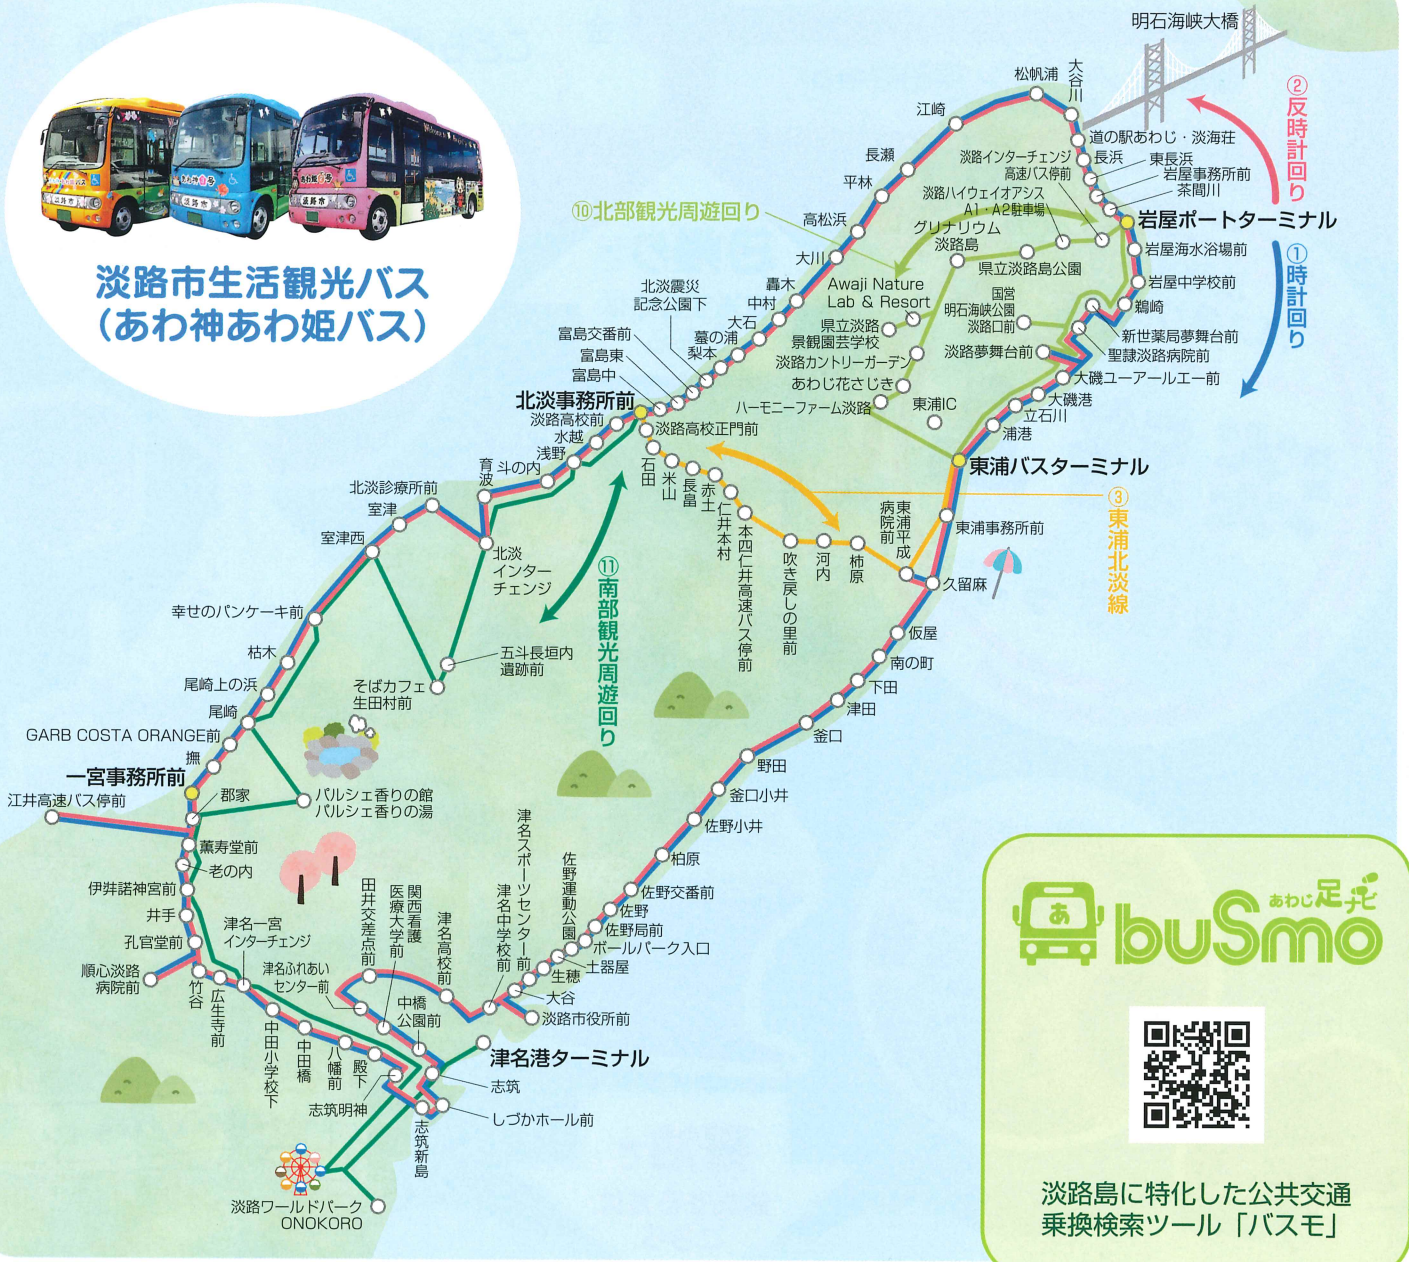 明石海峡大橋
淡路市生活観光バス
(あわ神あわ姫バス)
②反時計回り
①時計回り
⑩北部観光周遊回り
③東浦北淡線
⑪南部観光周遊回り
松帆浦
大谷川
江崎
道の駅あわじ・淡海荘
長浜
東長浜
岩屋事務所前
茶間川
岩屋ポートターミナル
岩屋海水浴場前
岩屋中学校前
鵜崎
新世薬局夢舞台前
聖隷淡路病院前
大磯ユーアールエー前
大磯港
立石川
浦港
東浦バスターミナル
東浦事務所前
久留麻
仮屋
南の町
下田
津田
釜口
野田
釜口小井
佐野小井
柏原
佐野交番前
佐野
佐野局前
ボールパーク入口
佐野運動公園
土器屋
生穂
津名スポーツセンター前
大谷
淡路市役所前
津名中学校前
津名高校前
田井交差点前
津名ふれあい
センター前
関西看護
医療大学前
中橋
公園前
津名港ターミナル
志筑
しづかホール前
志筑新島
志筑明神
殿下
八幡前
中田橋
中田小学校下
津名一宮
インターチェンジ
広生寺前
竹谷
順心淡路
病院前
孔官堂前
井手
伊弉諾神宮前
老の内
薫寿堂前
江井高速バス停前
郡家
一宮事務所前
撫
GARB COSTA ORANGE前
尾崎
尾崎上の浜
枯木
幸せのパンケーキ前
室津西
室津
北淡診療所前
育波
斗の内
浅野
水越
淡路高校前
北淡事務所前
富島中
富島東
富島交番前
北淡震災
記念公園下
梨本
蟇の浦
大石
中村
轟木
大川
高松浜
平林
長瀬
淡路インターチェンジ
高速バス停前
淡路ハイウェイオアシス
A1・A2駐車場
グリナリウム
淡路島
県立淡路島公園
Awaji Nature
Lab & Resort
国営
明石海峡公園
淡路口前
県立淡路
景観園芸学校
淡路夢舞台前
淡路カントリーガーデン
あわじ花さじき
ハーモニーファーム淡路
東浦IC
淡路高校正門前
石田
米山
長畠
赤土
仁井本村
本四仁井高速バス停前
吹き戻しの里前
河内
柿原
東浦平成
病院前
北淡
インター
チェンジ
五斗長垣内
遺跡前
そばカフェ
生田村前
パルシェ香りの館
パルシェ香りの湯
淡路ワールドパーク
ONOKORO
あ
あわじ足ナビ
buSmo
淡路島に特化した公共交通
乗換検索ツール「バスモ」